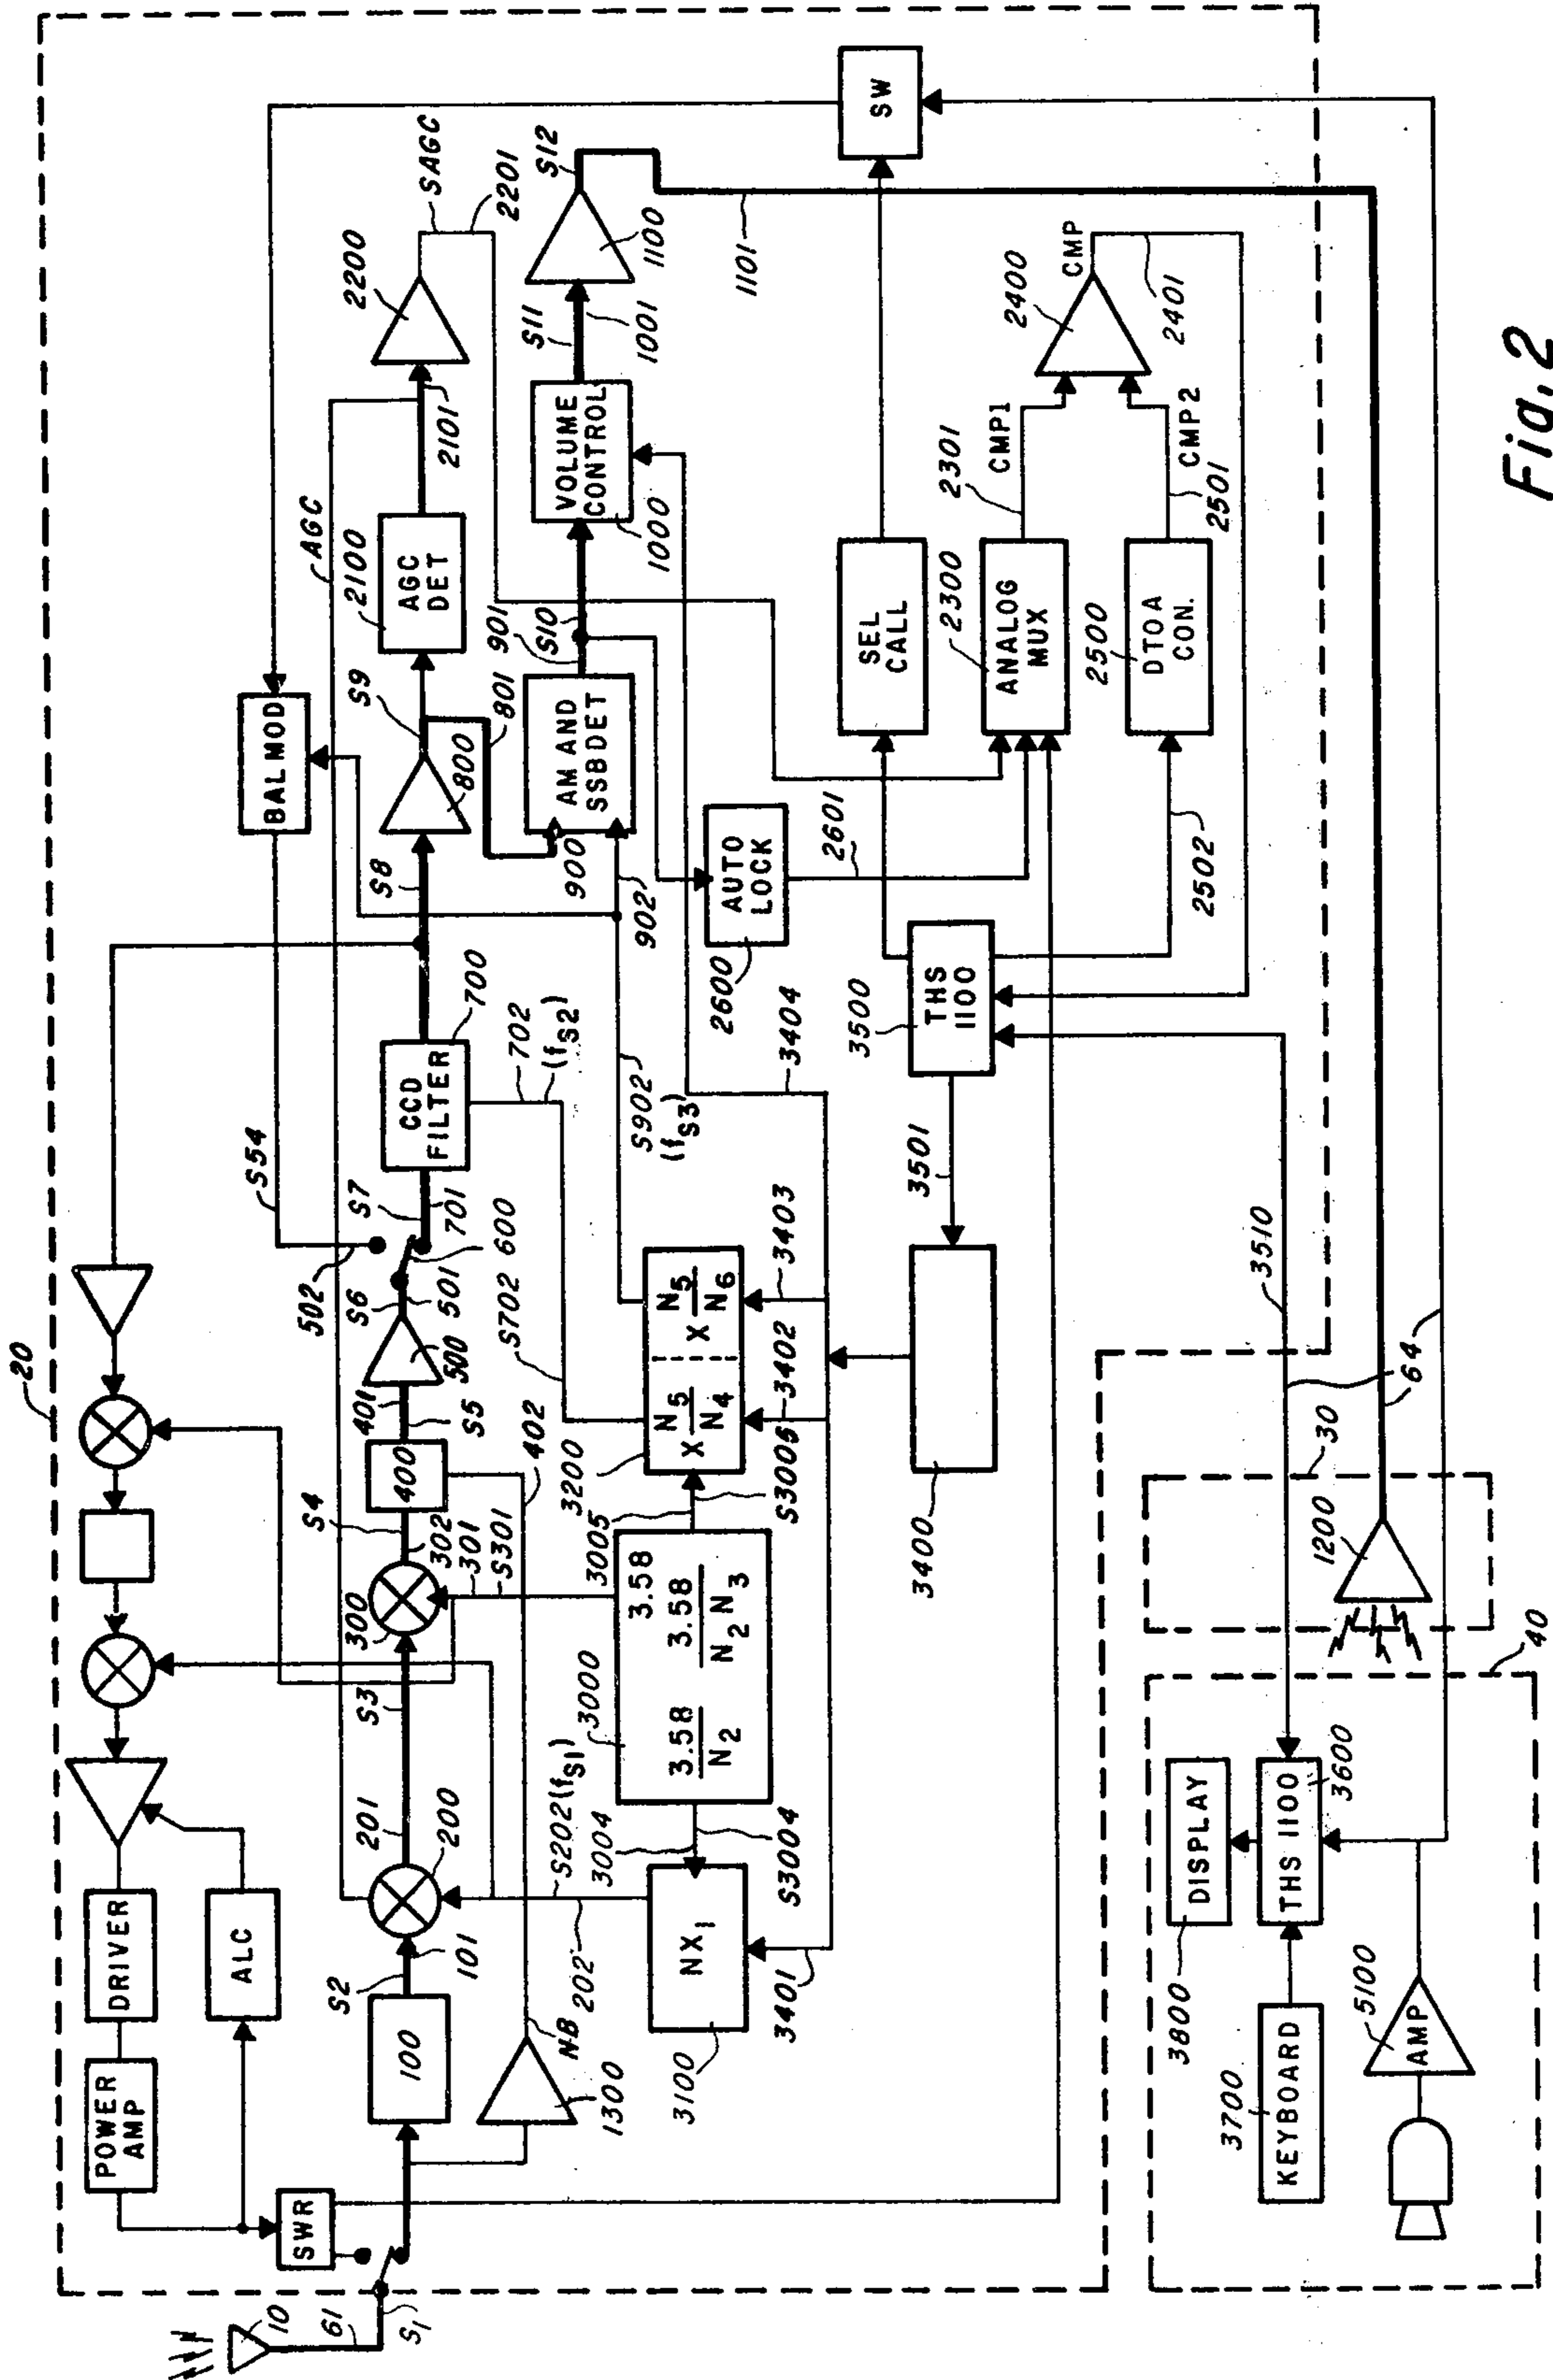 20
POWER
AMP
DRIVER
ALC
SWR
10
61
S1
100
S2
101
200
201
S3
300
302
S4
400
401
S5
500
S6
501
502
S54
600
S7
701
CCD
FILTER
700
702
(fS2)
S8
BALMOD
800
S9
801
AGC
AGC
DET
2100
2101
2200
SAGC
2201
1300
NB
402
301
S301
202
S202(fS1)
NX1
3100
3004
S3004
3401
3.58
3.58
N2
3.58
N2 N3
3000
3005
S3005
3200
X N5
N4
X N5
N6
S702
3402
3403
3404
S902
(fS3)
902
900
AM AND
SSBDET
901
S10
VOLUME
CONTROL
1000
S11
1001
1100
S12
1101
AUTO
LOCK
2600
2601
SEL
CALL
SW
ANALOG
MUX
2300
2301
CMP1
DTOA
CON.
2500
2501
CMP2
2502
2400
CMP
2401
THS
1100
3500
3501
3400
3510
64
30
1200
40
DISPLAY
3800
THS 1100
3600
KEYBOARD
3700
AMP
5100
Fig. 2